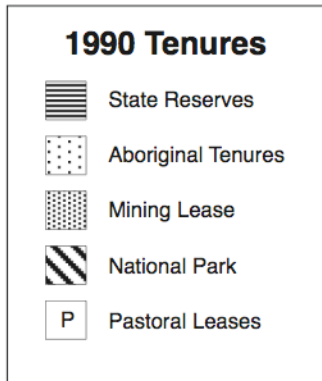 1990 Tenures
State Reserves
Aboriginal Tenures
Mining Lease
National Park
P Pastoral Leases